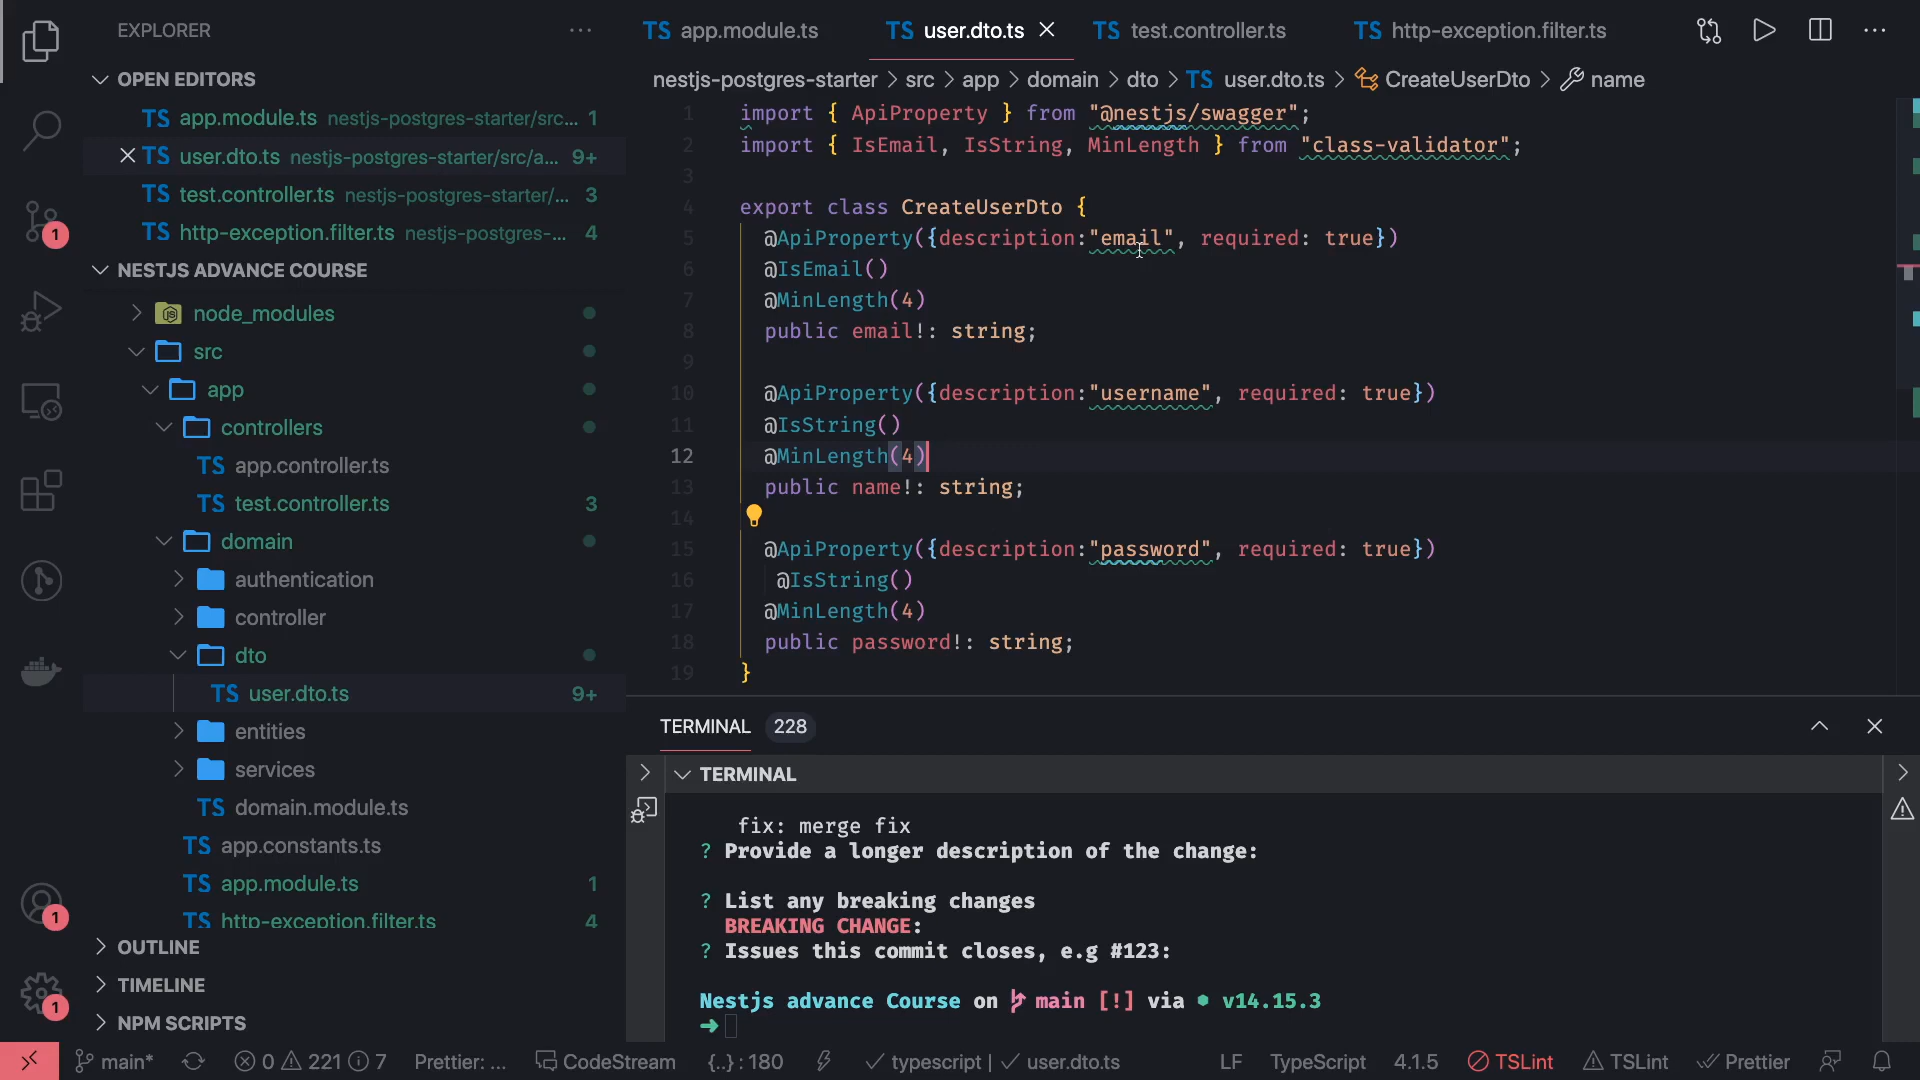 EXPLORER
OPEN EDITORS
TS app.module.ts nestjs-postgres-starter/src... 1
TS user.dto.ts nestjs-postgres-starter/src/a... 9+
TS test.controller.ts nestjs-postgres-starter/... 3
TS http-exception.filter.ts nestjs-postgres-... 4
NESTJS ADVANCE COURSE
node_modules
src
app
controllers
TS app.controller.ts
TS test.controller.ts 3
domain
authentication
controller
dto
TS user.dto.ts 9+
entities
services
TS domain.module.ts
TS app.constants.ts
TS app.module.ts 1
TS http-exception.filter.ts 4
OUTLINE
TIMELINE
NPM SCRIPTS
1
1
1
TS app.module.ts TS user.dto.ts TS test.controller.ts TS http-exception.filter.ts
nestjs-postgres-starter > src > app > domain > dto > TS user.dto.ts > CreateUserDto > name
1 import { ApiProperty } from "@nestjs/swagger";
2 import { IsEmail, IsString, MinLength } from "class-validator";
3
4 export class CreateUserDto {
5 @ApiProperty({description:"email", required: true})
6 @IsEmail()
7 @MinLength(4)
8 public email!: string;
9
10 @ApiProperty({description:"username", required: true})
11 @IsString()
12 @MinLength(4)
13 public name!: string;
14
15 @ApiProperty({description:"password", required: true})
16 @IsString()
17 @MinLength(4)
18 public password!: string;
19 }
TERMINAL 228
TERMINAL
fix: merge fix
? Provide a longer description of the change:
? List any breaking changes
BREAKING CHANGE:
? Issues this commit closes, e.g #123:
Nestjs advance Course on main [!] via v14.15.3
➜
main* 0 221 7 Prettier: ... CodeStream {..} : 180 typescript | user.dto.ts LF TypeScript 4.1.5 TSLint TSLint Prettier